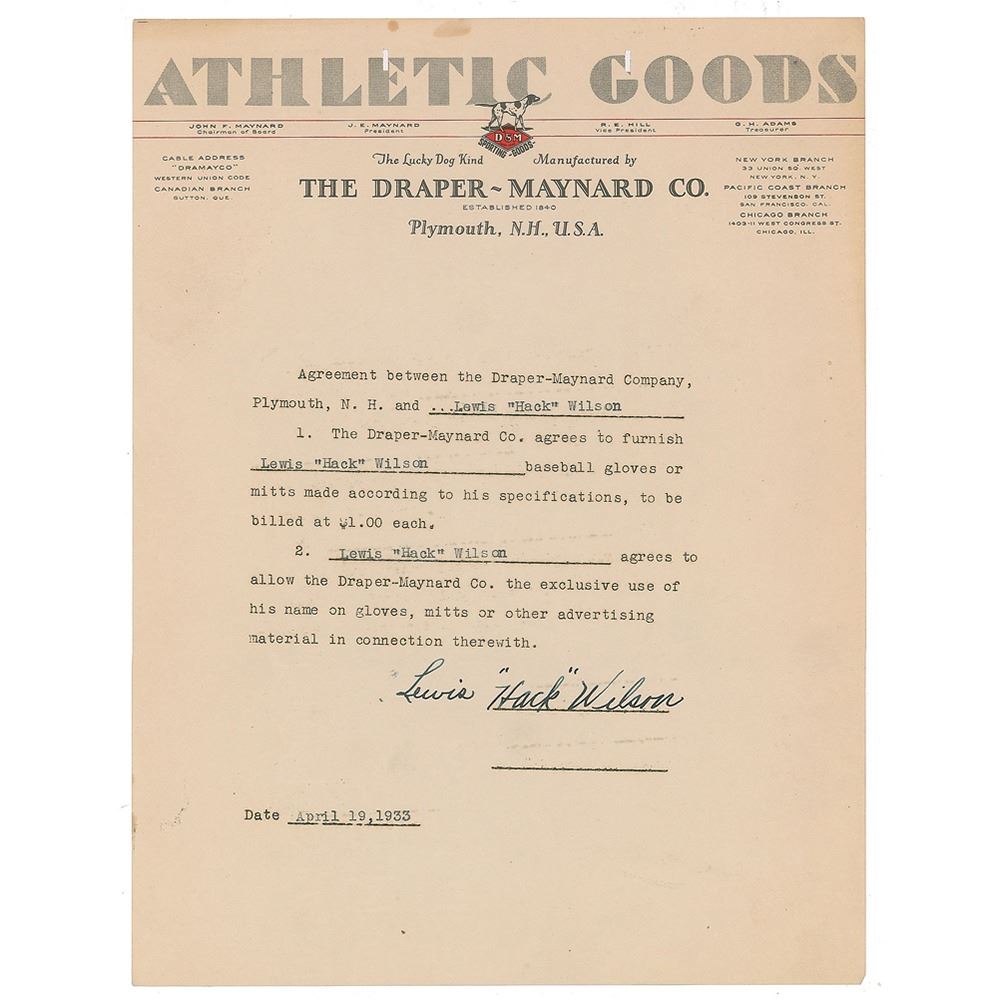 ATHLETIC GOODS
JOHN F. MAYNARD
Chairman of Board
J. E. MAYNARD
President
R. E. HILL
Vice President
G. H. ADAMS
Treasurer
D&M
SPORTING-GOODS
CABLE ADDRESS
"DRAMAYCO"
WESTERN UNION CODE
CANADIAN BRANCH
SUTTON. QUE.
The Lucky Dog Kind Manufactured by
THE DRAPER~MAYNARD CO.
ESTABLISHED 1840
Plymouth, N.H., U.S.A.
NEW YORK BRANCH
33 UNION SQ. WEST
NEW YORK, N. Y.
PACIFIC COAST BRANCH
109 STEVENSON ST.
SAN FRANCISCO. CAL.
CHICAGO BRANCH
1403-11 WEST CONGRESS ST.
CHICAGO, ILL.
Agreement between the Draper-Maynard Company,
Plymouth, N. H. and ...Lewis "Hack" Wilson
1. The Draper-Maynard Co. agrees to furnish
Lewis "Hack" Wilson baseball gloves or
mitts made according to his specifications, to be
billed at $1.00 each.
2. Lewis "Hack" Wilson agrees to
allow the Draper-Maynard Co. the exclusive use of
his name on gloves, mitts or other advertising
material in connection therewith.
Lewis "Hack" Wilson
Date April 19,1933